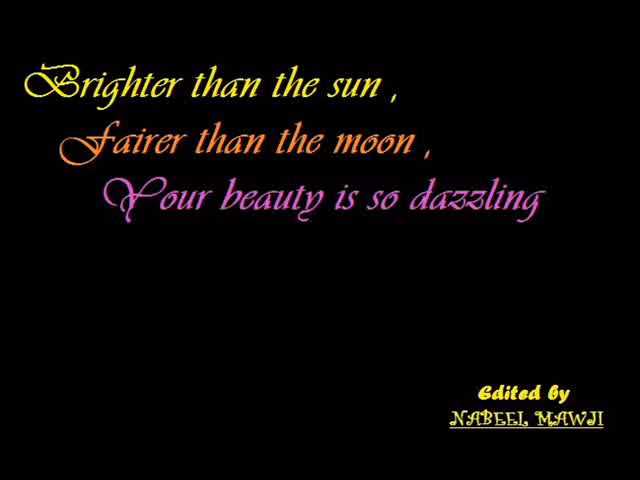 Brighter than the sun ,
Fairer than the moon ,
Your beauty is so dazzling
Edited by
NABEEL MAWJI